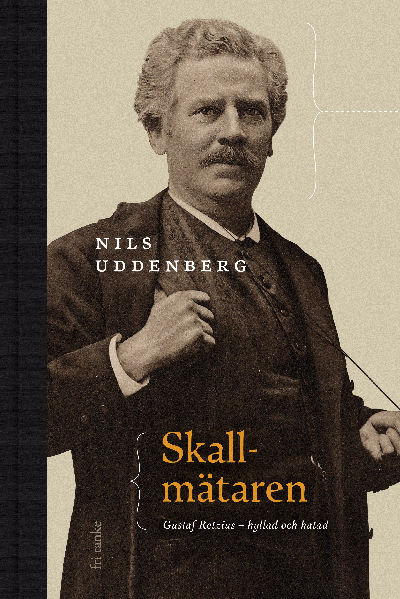 NILS
UDDENBERG
Skall-
mätaren
Gustaf Retzius – hyllad och hatad
fri tanke